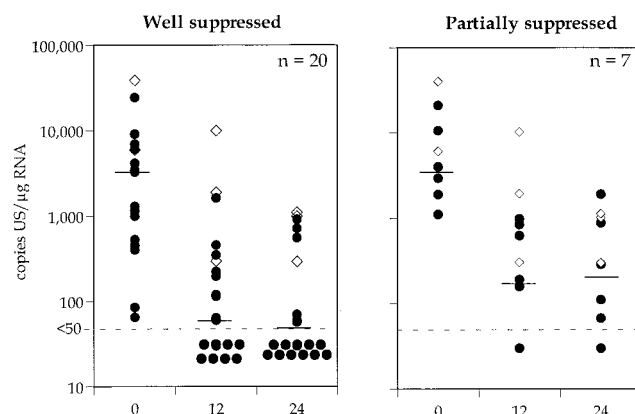 Well suppressed
Partially suppressed
100,000
n = 20
n = 7
10,000
copies US/µg RNA
1,000
100
<50
10
0
12
24
0
12
24